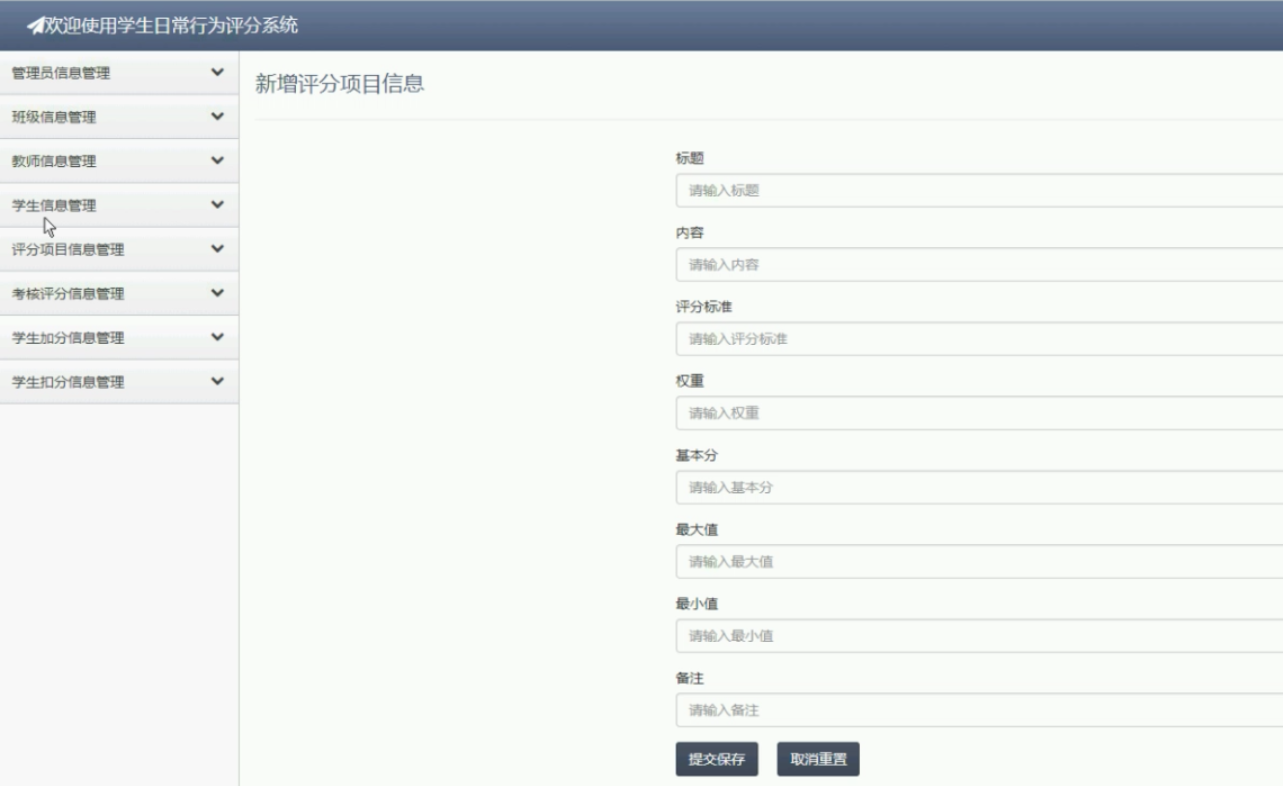 欢迎使用学生日常行为评分系统
管理员信息管理
班级信息管理
教师信息管理
学生信息管理
评分项目信息管理
考核评分信息管理
学生加分信息管理
学生扣分信息管理
新增评分项目信息
标题
请输入标题
内容
请输入内容
评分标准
请输入评分标准
权重
请输入权重
基本分
请输入基本分
最大值
请输入最大值
最小值
请输入最小值
备注
请输入备注
提交保存 取消重置